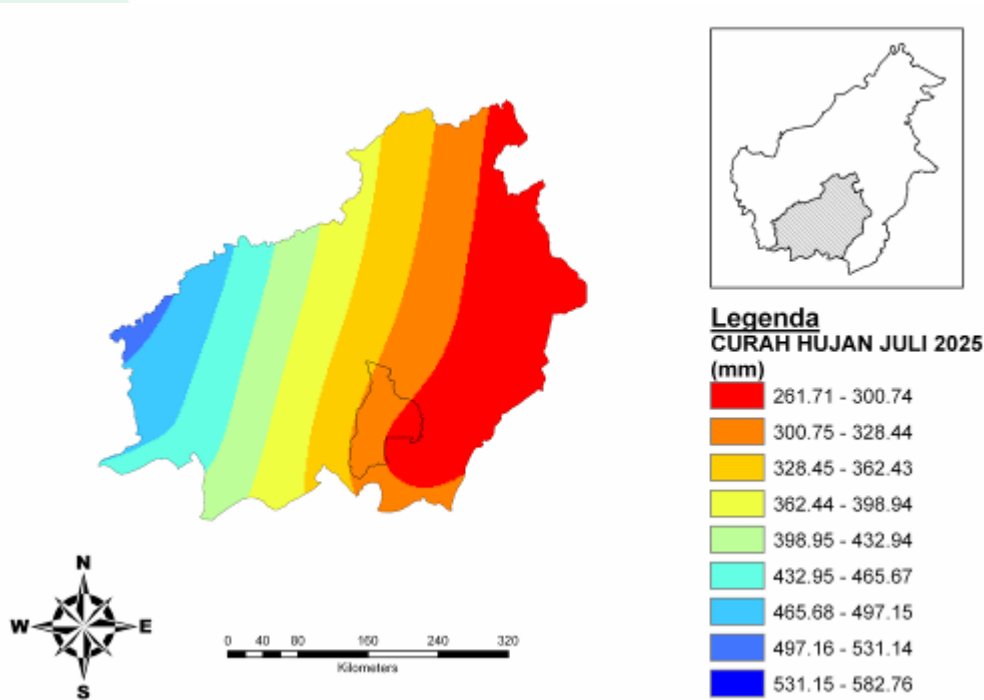 Legenda
CURAH HUJAN JULI 2025
(mm)
261.71 - 300.74
300.75 - 328.44
328.45 - 362.43
362.44 - 398.94
398.95 - 432.94
432.95 - 465.67
465.68 - 497.15
497.16 - 531.14
531.15 - 582.76
N
W E
S
0 40 80 160 240 320
Kilometers